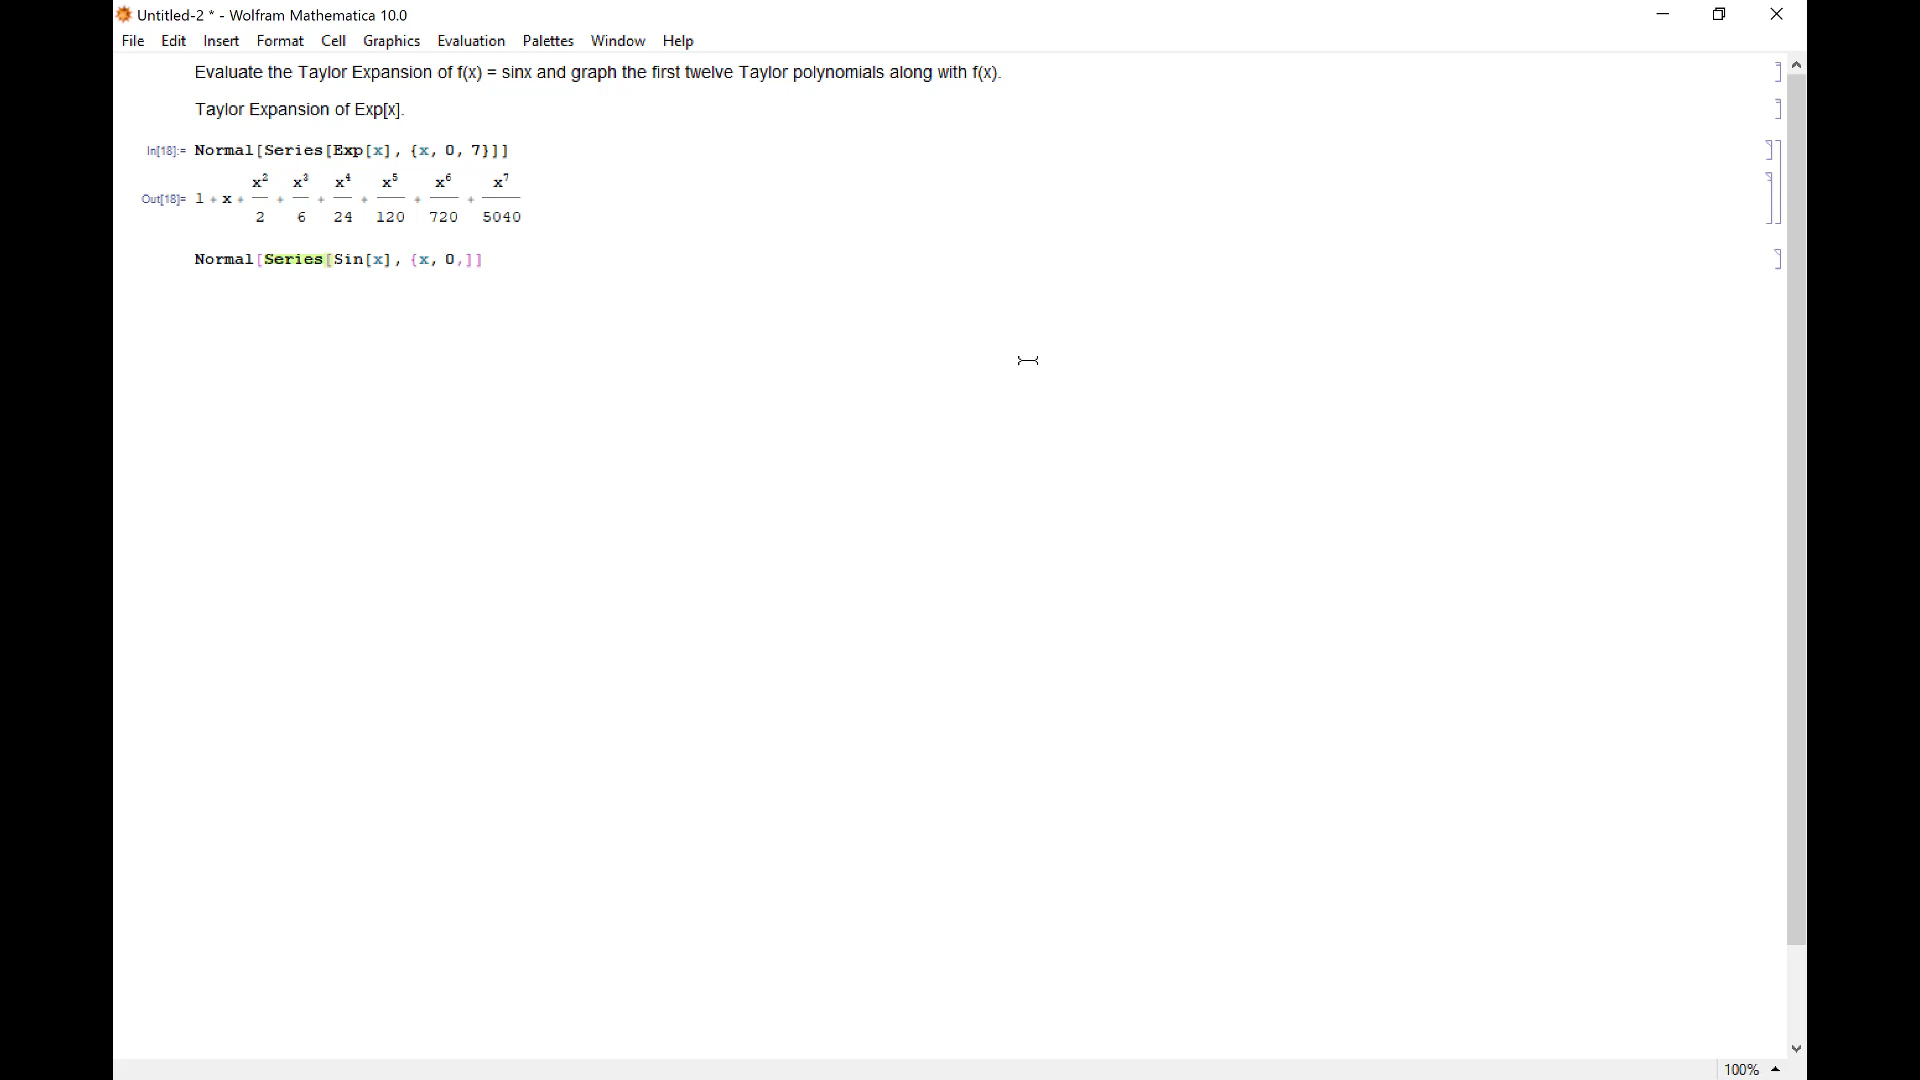 Untitled-2 * - Wolfram Mathematica 10.0
File Edit Insert Format Cell Graphics Evaluation Palettes Window Help
Evaluate the Taylor Expansion of f(x) = sinx and graph the first twelve Taylor polynomials along with f(x).
Taylor Expansion of Exp[x].
In[18]:= Normal[Series[Exp[x], {x, 0, 7}]]
Out[18]= 1 + x + x²/2 + x³/6 + x⁴/24 + x⁵/120 + x⁶/720 + x⁷/5040
Normal[Series[Sin[x], {x, 0,]]
100%